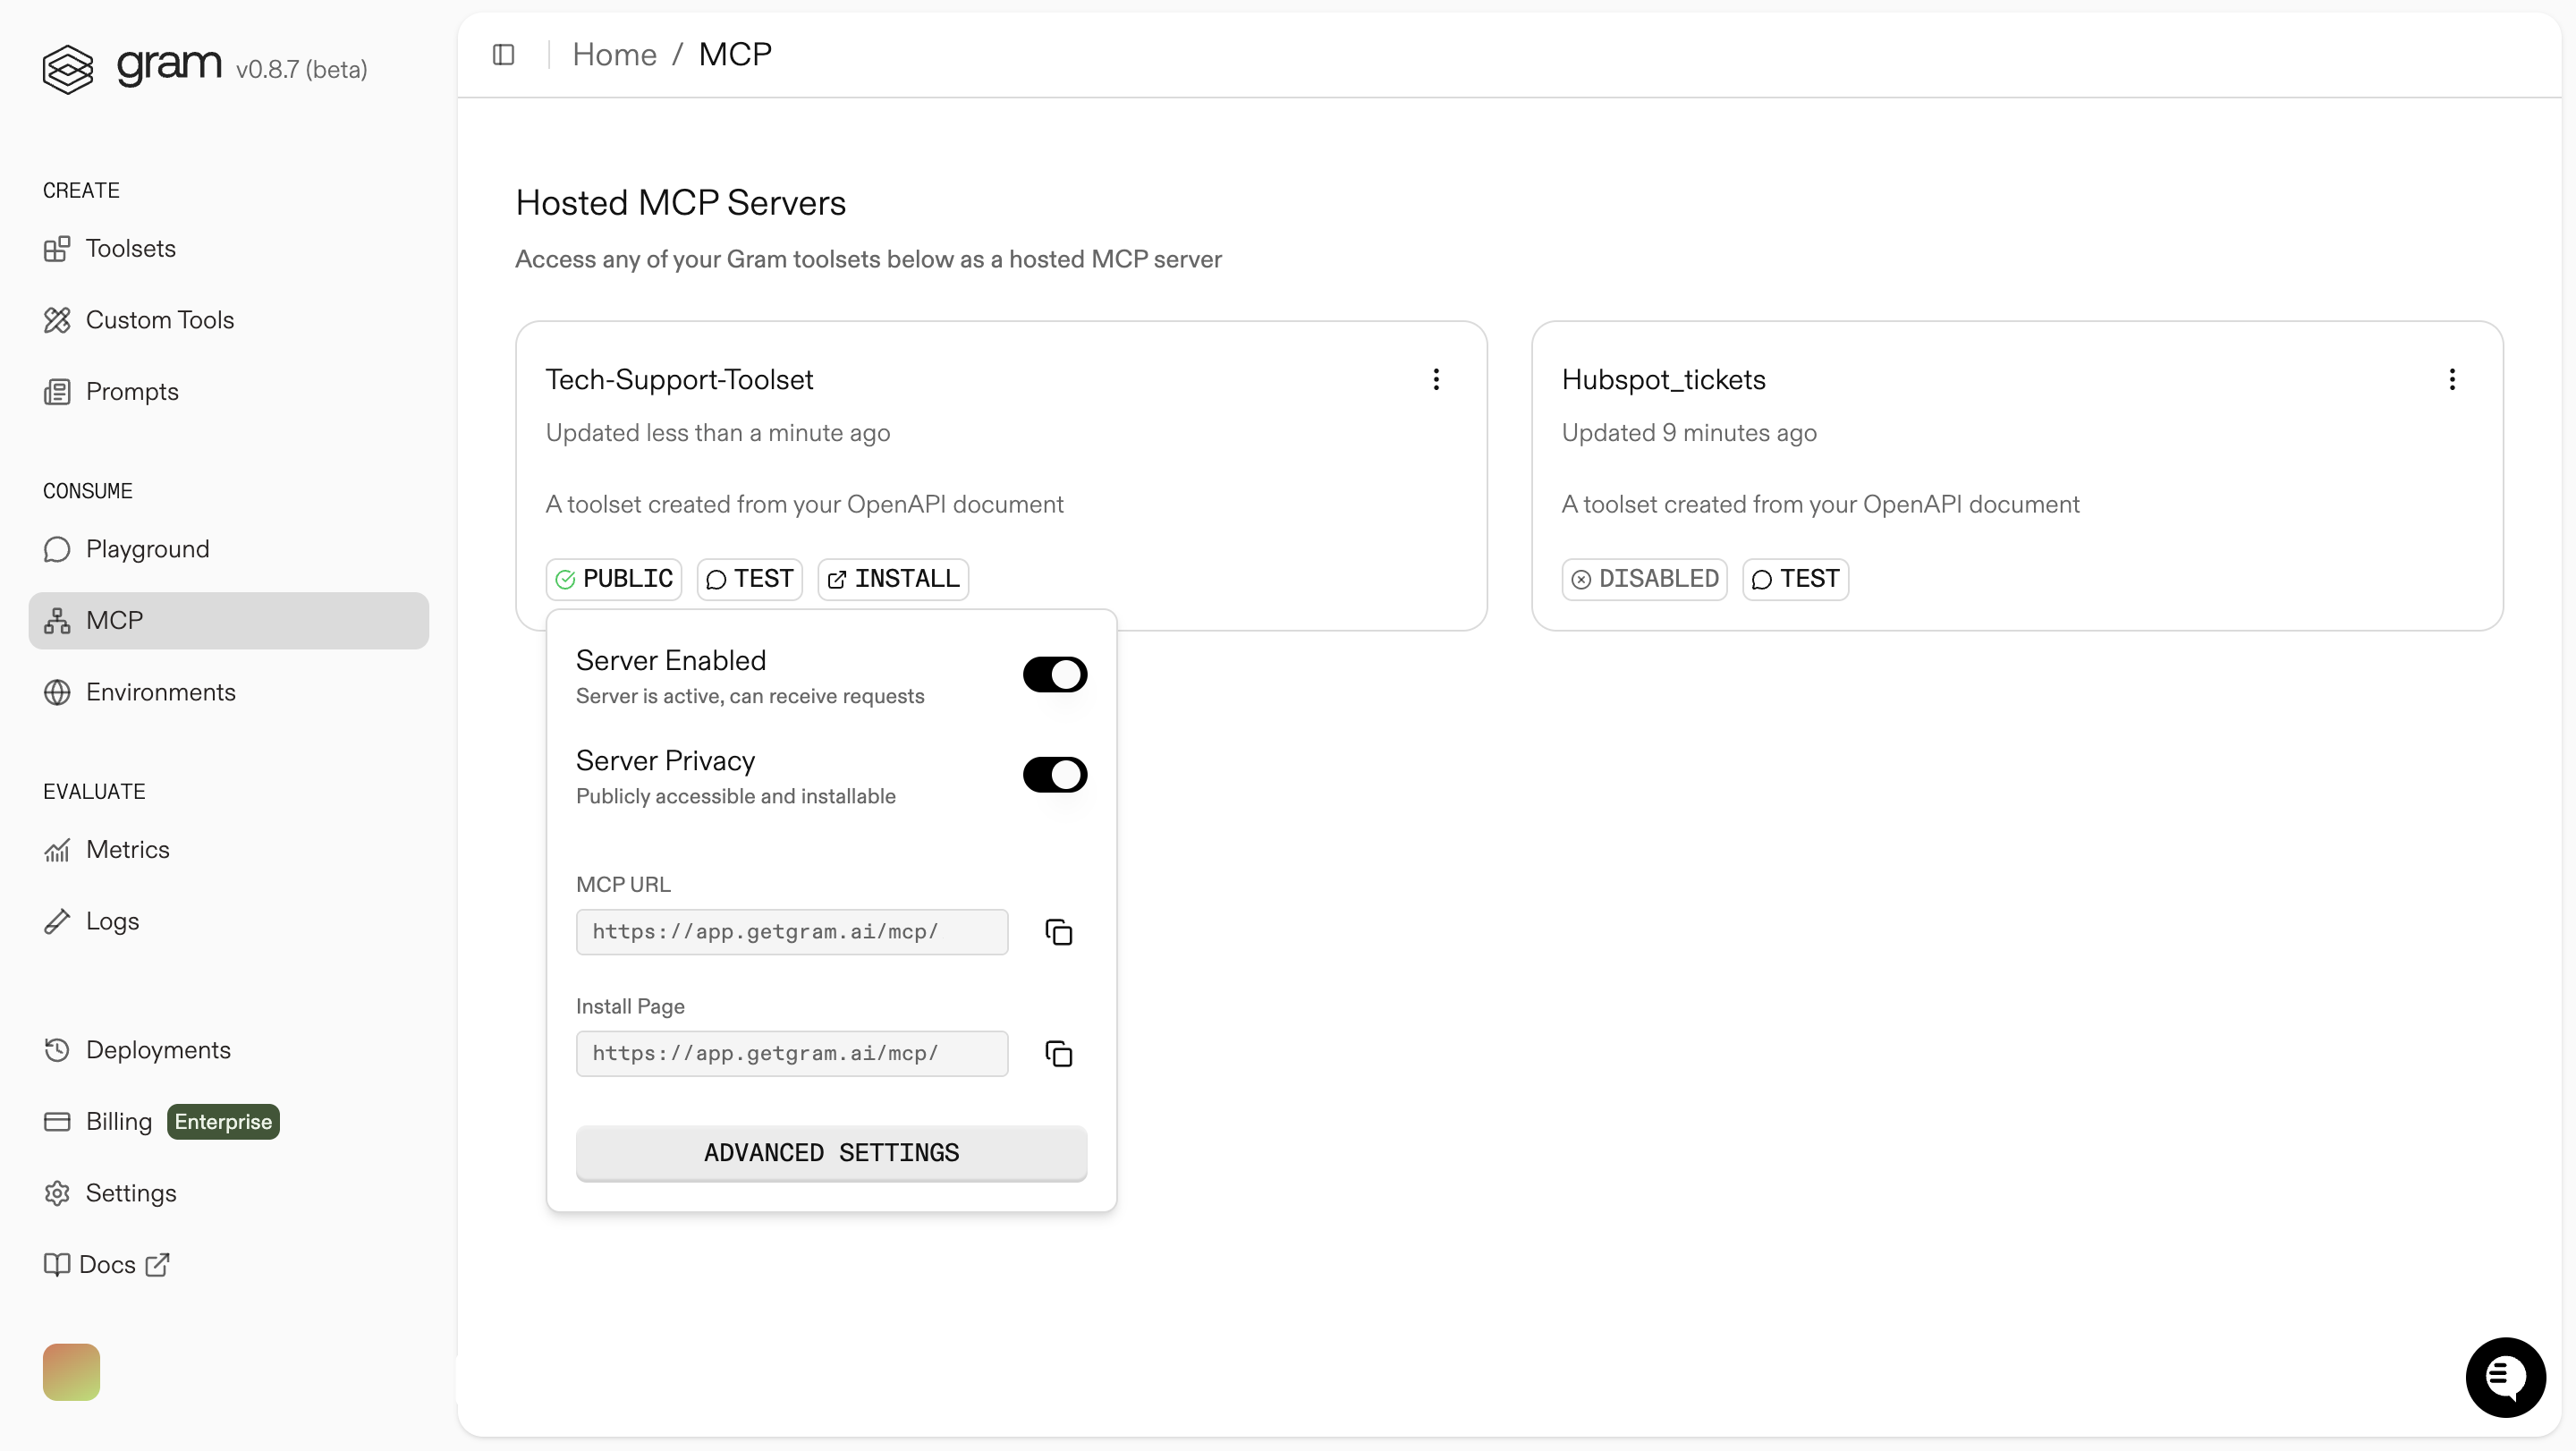 gram v0.8.7 (beta)
CREATE
Toolsets
Custom Tools
Prompts
CONSUME
Playground
MCP
Environments
EVALUATE
Metrics
Logs
Deployments
Billing Enterprise
Settings
Docs
Home / MCP
Hosted MCP Servers
Access any of your Gram toolsets below as a hosted MCP server
Tech-Support-Toolset
Updated less than a minute ago
A toolset created from your OpenAPI document
PUBLIC TEST INSTALL
Server Enabled
Server is active, can receive requests
Server Privacy
Publicly accessible and installable
MCP URL
https://app.getgram.ai/mcp/
Install Page
https://app.getgram.ai/mcp/
ADVANCED SETTINGS
Hubspot_tickets
Updated 9 minutes ago
A toolset created from your OpenAPI document
DISABLED TEST